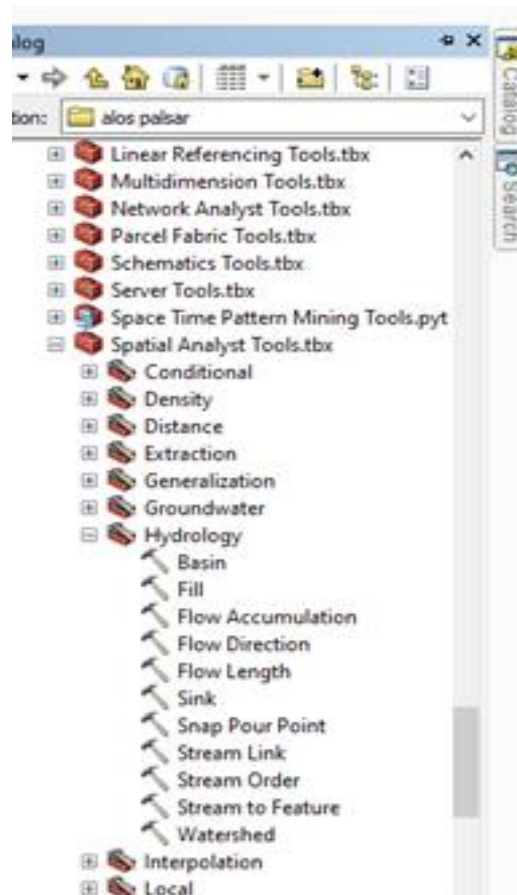 alog
tion: alos palsar
Linear Referencing Tools.tbx
Multidimension Tools.tbx
Network Analyst Tools.tbx
Parcel Fabric Tools.tbx
Schematics Tools.tbx
Server Tools.tbx
Space Time Pattern Mining Tools.pyt
Spatial Analyst Tools.tbx
Conditional
Density
Distance
Extraction
Generalization
Groundwater
Hydrology
Basin
Fill
Flow Accumulation
Flow Direction
Flow Length
Sink
Snap Pour Point
Stream Link
Stream Order
Stream to Feature
Watershed
Interpolation
Local
Catalog
Search